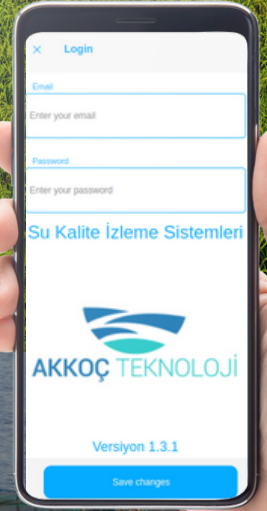 × Login
Email
Enter your email
Password
Enter your password
Su Kalite İzleme Sistemleri
AKKOÇ TEKNOLOJİ
Versiyon 1.3.1
Save changes